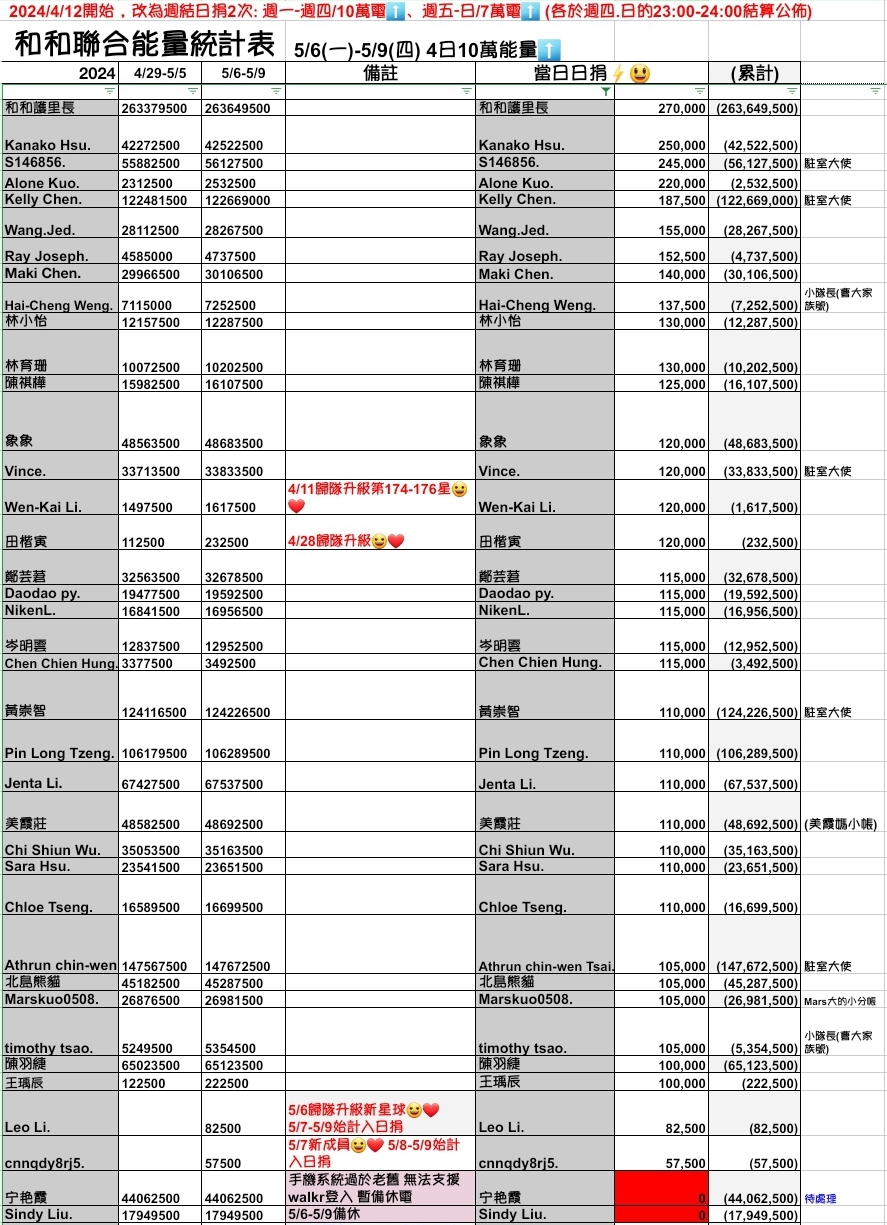 2024/4/12開始，改為週結日捐2次: 週一-週四/10萬電⬆️、週五-日/7萬電⬆️ (各於週四.日的23:00-24:00結算公佈)
和和聯合能量統計表 5/6(一)-5/9(四) 4日10萬能量⬆️
2024 4/29-5/5 5/6-5/9 備註 當日日捐⚡😃 (累計)
和和護里長 263379500 263649500 和和護里長 270,000 (263,649,500)
Kanako Hsu. 42272500 42522500 Kanako Hsu. 250,000 (42,522,500)
S146856. 55882500 56127500 S146856. 245,000 (56,127,500) 駐室大使
Alone Kuo. 2312500 2532500 Alone Kuo. 220,000 (2,532,500)
Kelly Chen. 122481500 122669000 Kelly Chen. 187,500 (122,669,000) 駐室大使
Wang.Jed. 28112500 28267500 Wang.Jed. 155,000 (28,267,500)
Ray Joseph. 4585000 4737500 Ray Joseph. 152,500 (4,737,500)
Maki Chen. 29966500 30106500 Maki Chen. 140,000 (30,106,500)
Hai-Cheng Weng. 7115000 7252500 Hai-Cheng Weng. 137,500 (7,252,500) 小隊長(曹大家
族號)
林小怡 12157500 12287500 林小怡 130,000 (12,287,500)
林育珊 10072500 10202500 林育珊 130,000 (10,202,500)
陳祺樺 15982500 16107500 陳祺樺 125,000 (16,107,500)
象象 48563500 48683500 象象 120,000 (48,683,500)
Vince. 33713500 33833500 Vince. 120,000 (33,833,500) 駐室大使
4/11歸隊升級第174-176星😀
Wen-Kai Li. 1497500 1617500 ❤️ Wen-Kai Li. 120,000 (1,617,500)
田楷寅 112500 232500 4/28歸隊升級😀❤️ 田楷寅 120,000 (232,500)
鄭芸菪 32563500 32678500 鄭芸菪 115,000 (32,678,500)
Daodao py. 19477500 19592500 Daodao py. 115,000 (19,592,500)
NikenL. 16841500 16956500 NikenL. 115,000 (16,956,500)
岑明雲 12837500 12952500 岑明雲 115,000 (12,952,500)
Chen Chien Hung. 3377500 3492500 Chen Chien Hung. 115,000 (3,492,500)
黃崇智 124116500 124226500 黃崇智 110,000 (124,226,500) 駐室大使
Pin Long Tzeng. 106179500 106289500 Pin Long Tzeng. 110,000 (106,289,500)
Jenta Li. 67427500 67537500 Jenta Li. 110,000 (67,537,500)
美霞莊 48582500 48692500 美霞莊 110,000 (48,692,500) (美霞媽小帳)
Chi Shiun Wu. 35053500 35163500 Chi Shiun Wu. 110,000 (35,163,500)
Sara Hsu. 23541500 23651500 Sara Hsu. 110,000 (23,651,500)
Chloe Tseng. 16589500 16699500 Chloe Tseng. 110,000 (16,699,500)
Athrun chin-wen 147567500 147672500 Athrun chin-wen Tsai. 105,000 (147,672,500) 駐室大使
北島熊貓 45182500 45287500 北島熊貓 105,000 (45,287,500)
Marskuo0508. 26876500 26981500 Marskuo0508. 105,000 (26,981,500) Mars大的小分帳
timothy tsao. 5249500 5354500 timothy tsao. 105,000 (5,354,500) 小隊長(曹大家
族號)
陳羽緁 65023500 65123500 陳羽緁 100,000 (65,123,500)
王瑀辰 122500 222500 王瑀辰 100,000 (222,500)
5/6歸隊升級新星球😀❤️
Leo Li. 82500 5/7-5/9始計入日捐 Leo Li. 82,500 (82,500)
5/7新成員😀❤️ 5/8-5/9始計
cnnqdy8rj5. 57500 入日捐 cnnqdy8rj5. 57,500 (57,500)
手機系統過於老舊 無法支援
宁艳霞 44062500 44062500 walkr登入 暫備休電 宁艳霞 0 (44,062,500) 待處理
Sindy Liu. 17949500 17949500 5/6-5/9備休 Sindy Liu. 0 (17,949,500)